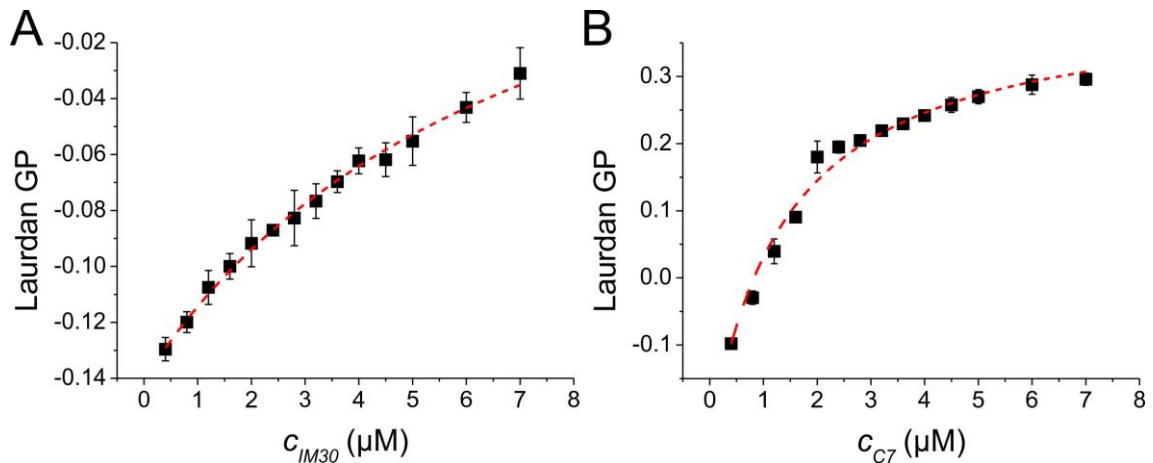 A
Laurdan GP
-0.02
-0.04
-0.06
-0.08
-0.10
-0.12
-0.14
0 1 2 3 4 5 6 7 8
c_IM30 (µM)
B
Laurdan GP
0.3
0.2
0.1
0.0
-0.1
0 1 2 3 4 5 6 7 8
c_C7 (µM)